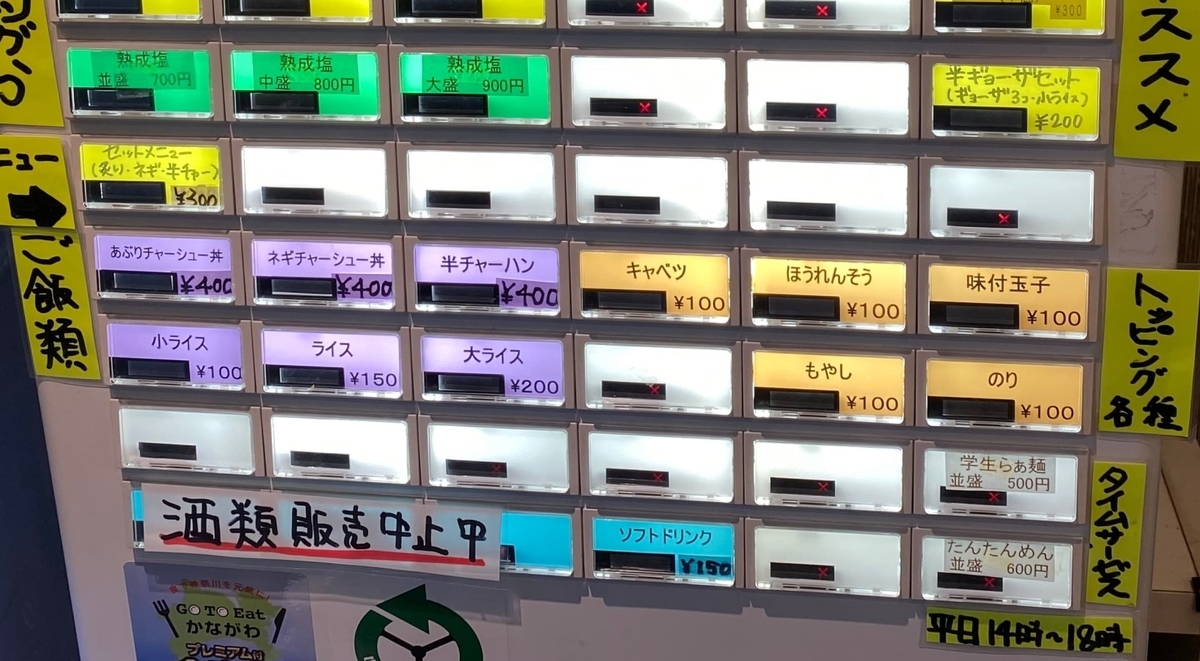 ¥300
オススメ
熟成塩
並盛 700円
熟成塩
中盛 800円
熟成塩
大盛 900円
半ギョーザセット
(ギョーザ3コ・小ライス)
¥200
セットメニュー
(炙り・ネギ・半チャー)
¥300
ご飯類
あぶりチャーシュー丼
¥400
ネギチャーシュー丼
¥400
半チャーハン
¥400
キャベツ
¥100
ほうれんそう
¥100
味付玉子
¥100
トッピング
各種
小ライス
¥100
ライス
¥150
大ライス
¥200
もやし
¥100
のり
¥100
学生らぁ麺
並盛 500円
タイムサービス
酒類販売中止中
ソフトドリンク
¥150
たんたんめん
並盛 600円
平日14時~18時
GO TO Eat
かながわ
プレミアム付